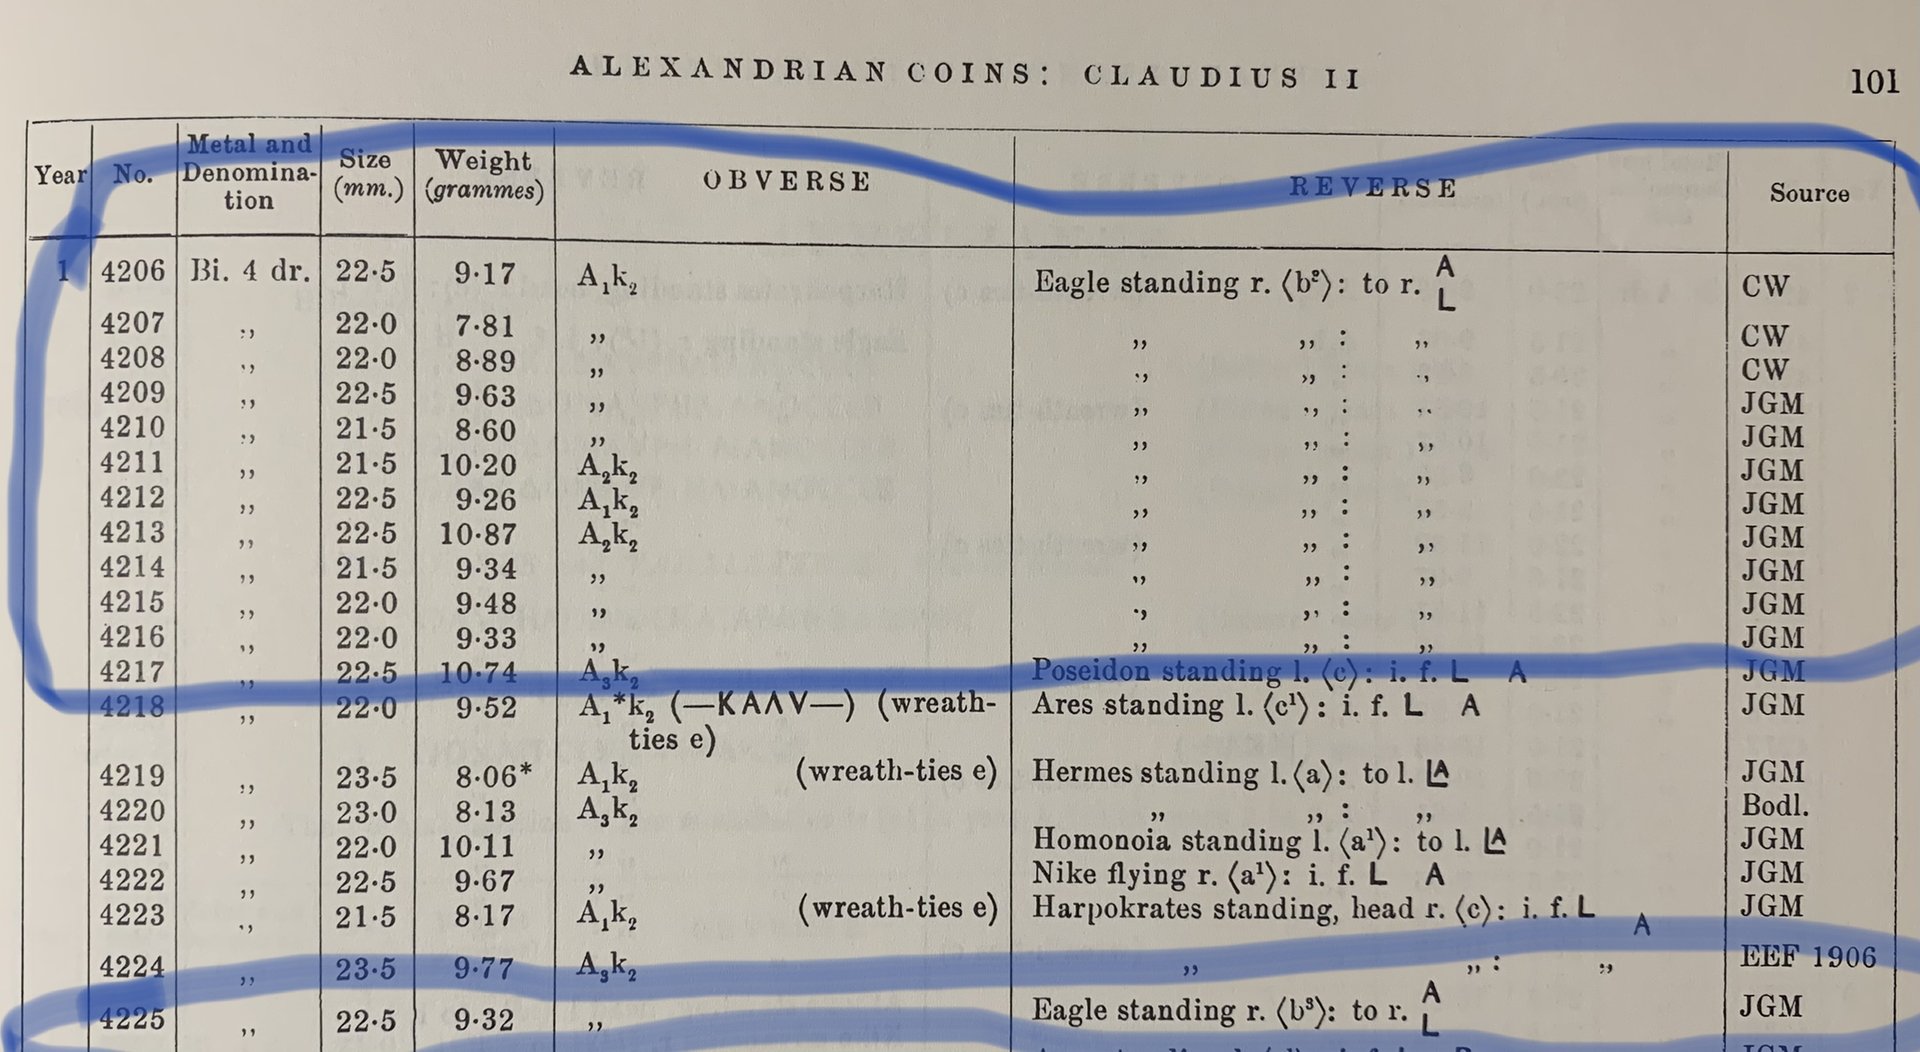 ALEXANDRIAN COINS: CLAUDIUS II 101
Year No. Metal and Denomina-tion Size (mm.) Weight (grammes) OBVERSE REVERSE Source
1 4206 Bi. 4 dr. 22·5 9·17 A₁k₂ Eagle standing r. ⟨b²⟩: to r. A L CW
4207 ,, 22·0 7·81 ,, ,, ,, : ,, CW
4208 ,, 22·0 8·89 ,, ,, ,, : ,, CW
4209 ,, 22·5 9·63 ,, ,, ,, : ,, JGM
4210 ,, 21·5 8·60 ,, ,, ,, : ,, JGM
4211 ,, 21·5 10·20 A₂k₂ ,, ,, : ,, JGM
4212 ,, 22·5 9·26 A₁k₂ ,, ,, : ,, JGM
4213 ,, 22·5 10·87 A₂k₂ ,, ,, : ,, JGM
4214 ,, 21·5 9·34 ,, ,, ,, : ,, JGM
4215 ,, 22·0 9·48 ,, ,, ,, : ,, JGM
4216 ,, 22·0 9·33 ,, ,, ,, : ,, JGM
4217 ,, 22·5 10·74 A₃k₂ Poseidon standing l. ⟨c⟩: i. f. L A JGM
4218 ,, 22·0 9·52 A₁*k₂ (—ΚΑΛV—) (wreath- Ares standing l. ⟨c¹⟩: i. f. L A JGM
ties e)
4219 ,, 23·5 8·06* A₁k₂ (wreath-ties e) Hermes standing l. ⟨a⟩: to l. LA JGM
4220 ,, 23·0 8·13 A₃k₂ ,, ,, : ,, Bodl.
4221 ,, 22·0 10·11 ,, Homonoia standing l. ⟨a¹⟩: to l. LA JGM
4222 ,, 22·5 9·67 ,, Nike flying r. ⟨a¹⟩: i. f. L A JGM
4223 ,, 21·5 8·17 A₁k₂ (wreath-ties e) Harpokrates standing, head r. ⟨c⟩: i. f. L A JGM
4224 ,, 23·5 9·77 A₃k₂ ,, ,, : ,, EEF 1906
4225 ,, 22·5 9·32 ,, Eagle standing r. ⟨b³⟩: to r. A L JGM